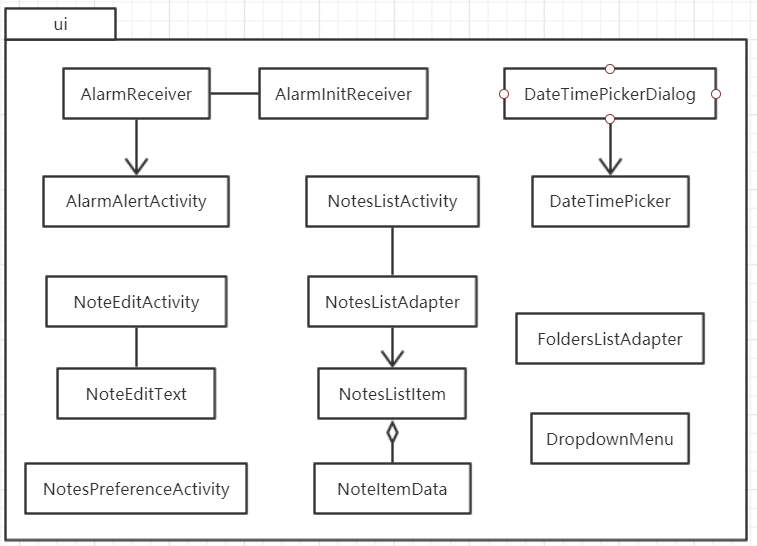 ui
AlarmReceiver
AlarmInitReceiver
DateTimePickerDialog
AlarmAlertActivity
NotesListActivity
DateTimePicker
NoteEditActivity
NotesListAdapter
FoldersListAdapter
NoteEditText
NotesListItem
DropdownMenu
NotesPreferenceActivity
NoteItemData